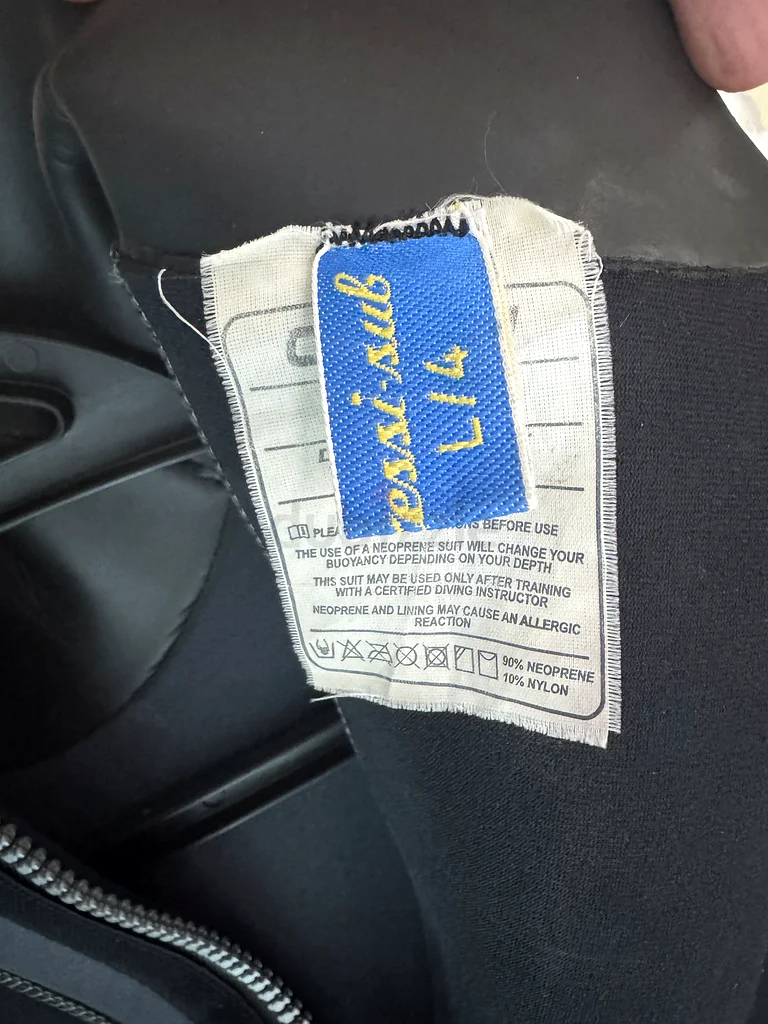 essi-sub
L/4
BEFORE USE
THE USE OF A NEOPRENE SUIT WILL CHANGE YOUR
BUOYANCY DEPENDING ON YOUR DEPTH
THIS SUIT MAY BE USED ONLY AFTER TRAINING
WITH A CERTIFIED DIVING INSTRUCTOR
NEOPRENE AND LINING MAY CAUSE AN ALLERGIC
REACTION
90% NEOPRENE
10% NYLON